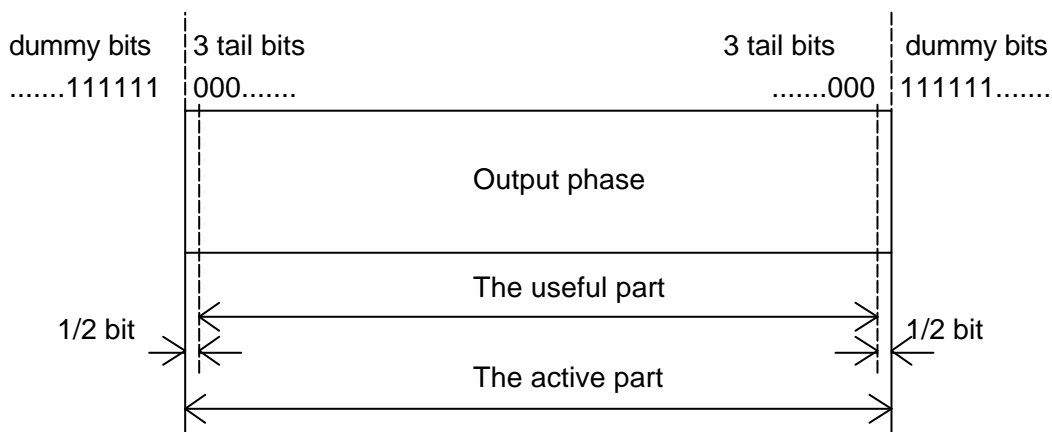 dummy bits 3 tail bits 3 tail bits dummy bits
.......111111 000....... .......000 111111.......
Output phase
The useful part
1/2 bit 1/2 bit
The active part